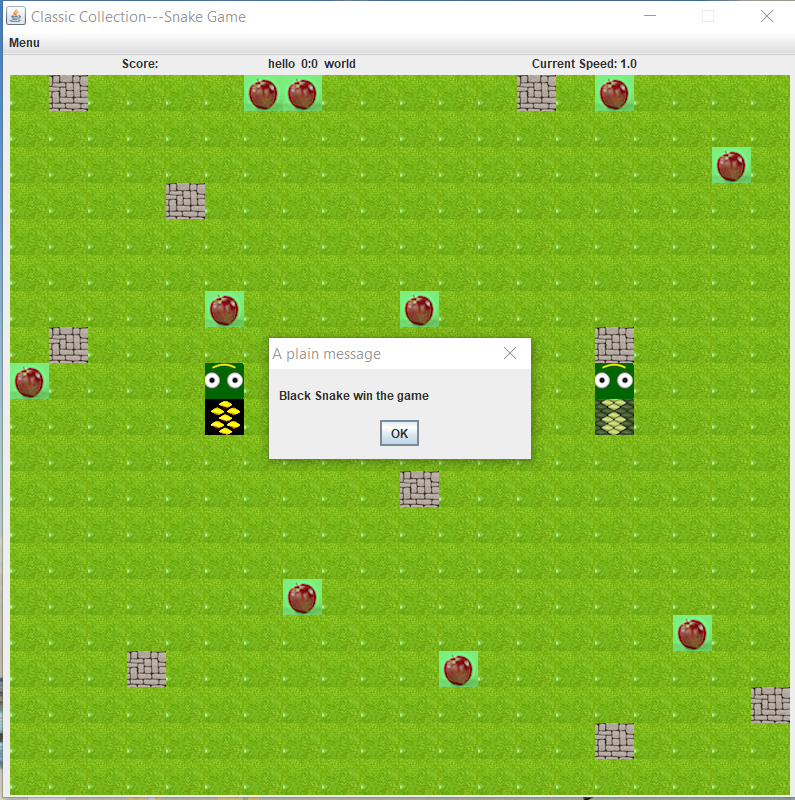 Classic Collection---Snake Game
Menu
Score: hello 0:0 world Current Speed: 1.0
A plain message
Black Snake win the game
OK